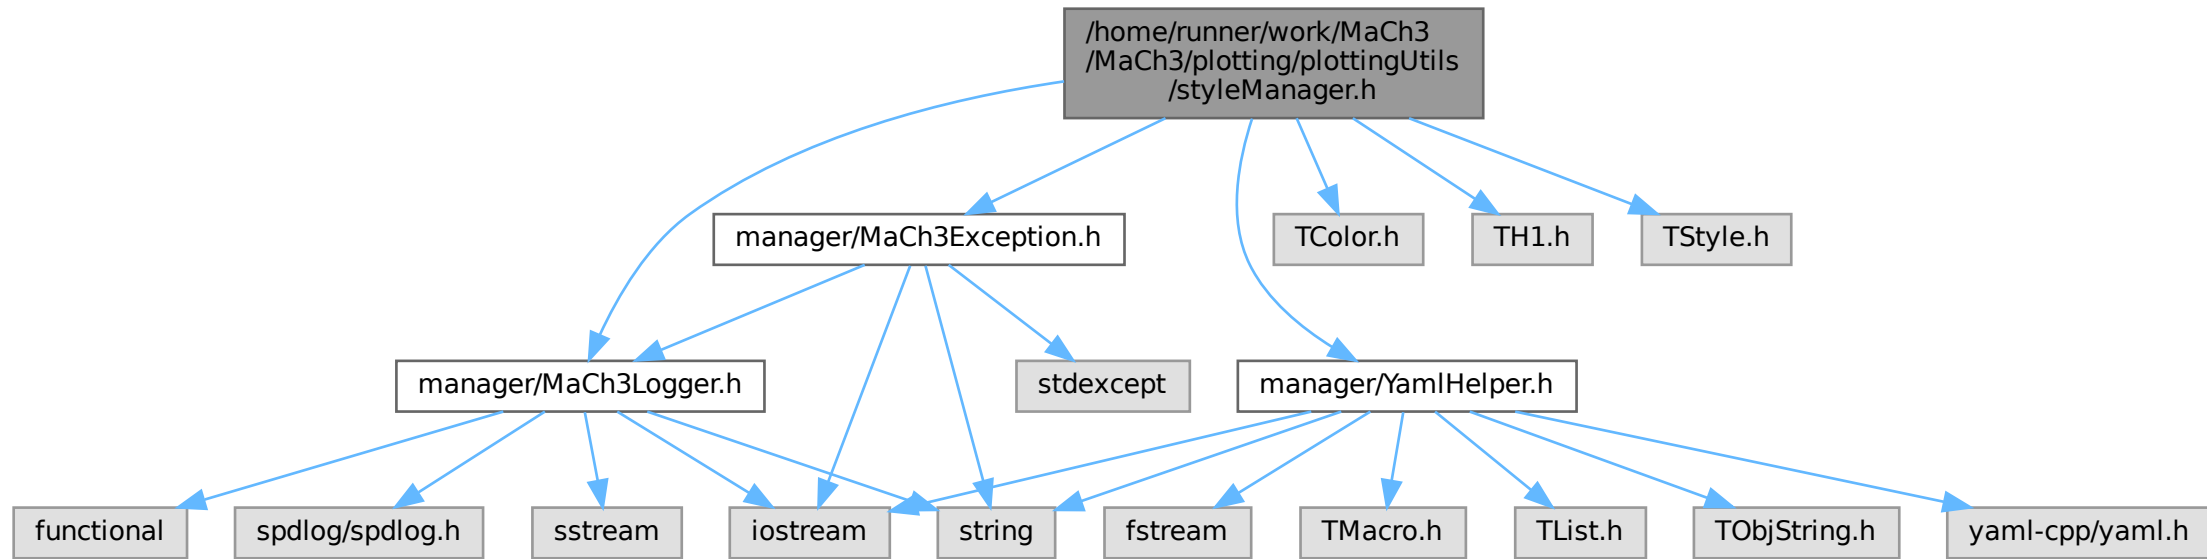 /home/runner/work/MaCh3
/MaCh3/plotting/plottingUtils
/styleManager.h
manager/MaCh3Exception.h
TColor.h
TH1.h
TStyle.h
manager/MaCh3Logger.h
stdexcept
manager/YamlHelper.h
functional
spdlog/spdlog.h
sstream
iostream
string
fstream
TMacro.h
TList.h
TObjString.h
yaml-cpp/yaml.h